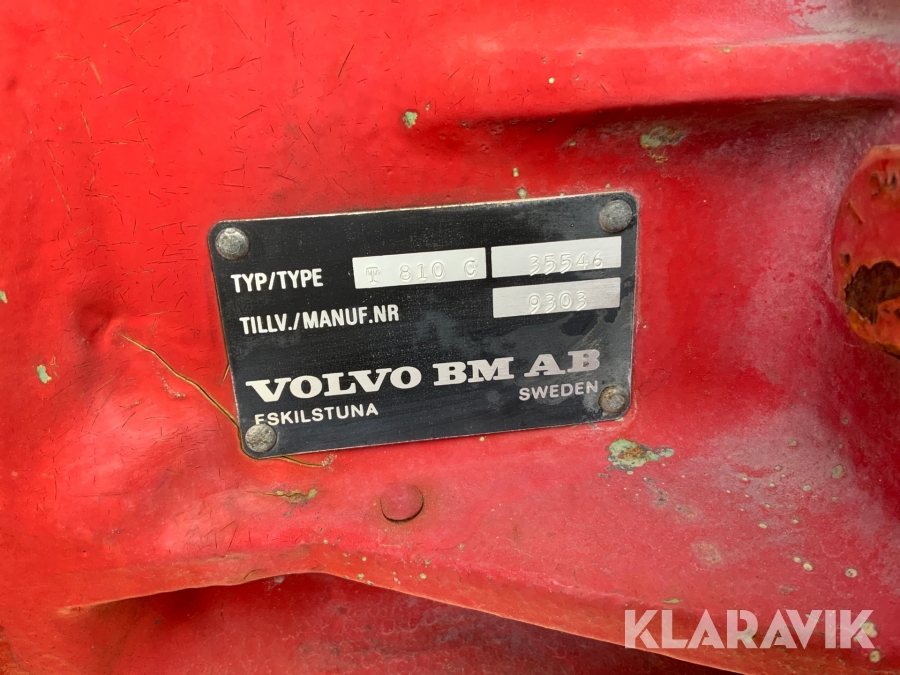 TYP/TYPE T 810 C 35546
TILLV./MANUF.NR 9303
VOLVO BM AB
ESKILSTUNA SWEDEN
KLARAVIK